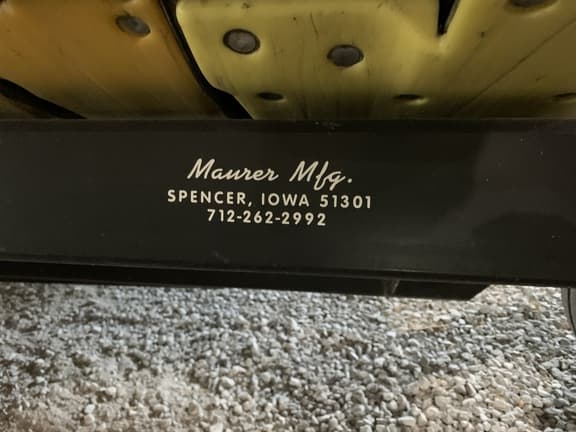 Maurer Mfg.
SPENCER, IOWA 51301
712-262-2992